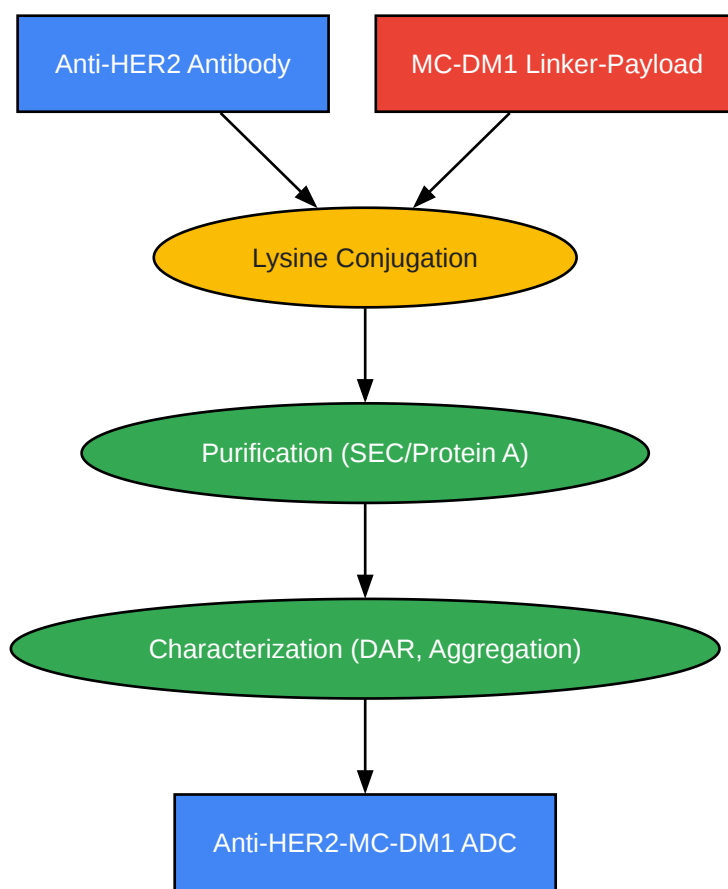 Anti-HER2 Antibody
MC-DM1 Linker-Payload
Lysine Conjugation
Purification (SEC/Protein A)
Characterization (DAR, Aggregation)
Anti-HER2-MC-DM1 ADC